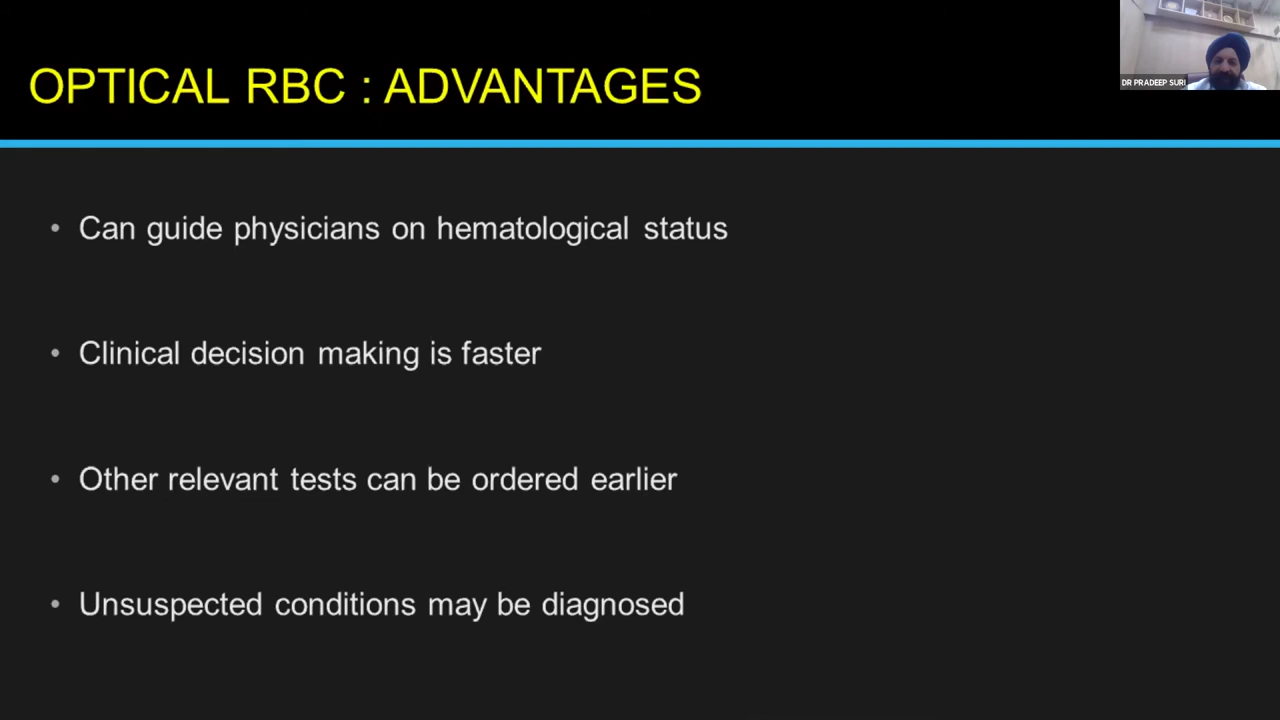 OPTICAL RBC : ADVANTAGES
DR PRADEEP SURI
• Can guide physicians on hematological status
• Clinical decision making is faster
• Other relevant tests can be ordered earlier
• Unsuspected conditions may be diagnosed